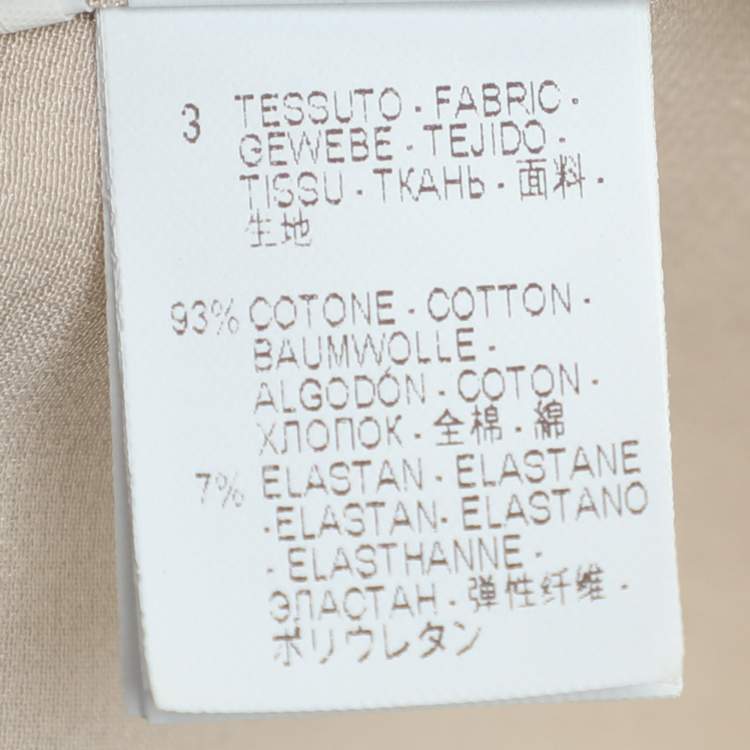 3 TESSUTO · FABRIC ·
GEWEBE · TEJIDO ·
TISSU · ТКАНЬ · 面料 ·
生地
93% COTONE · COTTON ·
BAUMWOLLE ·
ALGODÓN · COTON ·
ХЛОПОК · 全棉 · 綿
7% ELASTAN · ELASTANE
·ELASTAN· ELASTANO
· ELASTHANNE ·
ЭЛАСТАН · 弹性纤维 ·
ポリウレタン